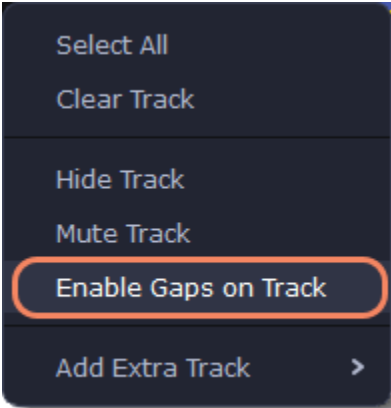 Select All
Clear Track
Hide Track
Mute Track
Enable Gaps on Track
Add Extra Track